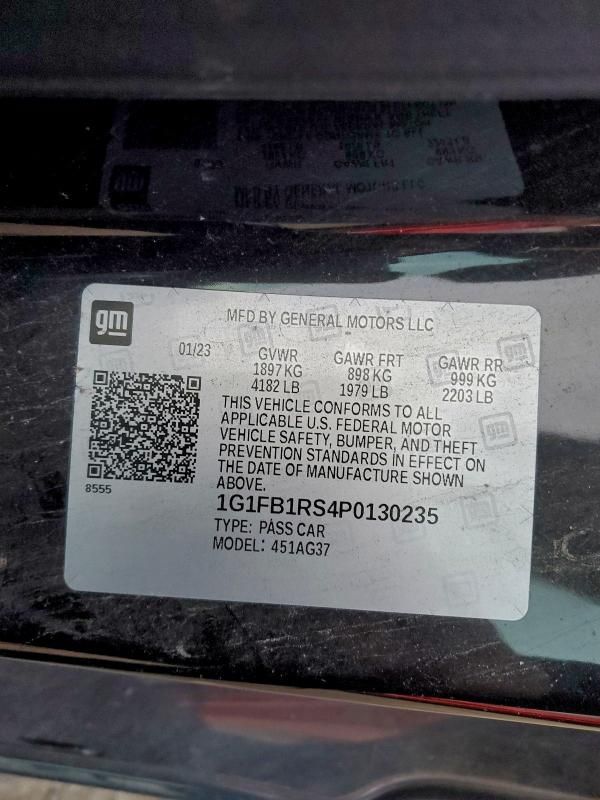 gm
MFD BY GENERAL MOTORS LLC
01/23 GVWR GAWR FRT GAWR RR
1897 KG 898 KG 999 KG
4182 LB 1979 LB 2203 LB
THIS VEHICLE CONFORMS TO ALL
APPLICABLE U.S. FEDERAL MOTOR
VEHICLE SAFETY, BUMPER, AND THEFT
PREVENTION STANDARDS IN EFFECT ON
THE DATE OF MANUFACTURE SHOWN
ABOVE.
8555
1G1FB1RS4P0130235
TYPE: PASS CAR
MODEL: 451AG37